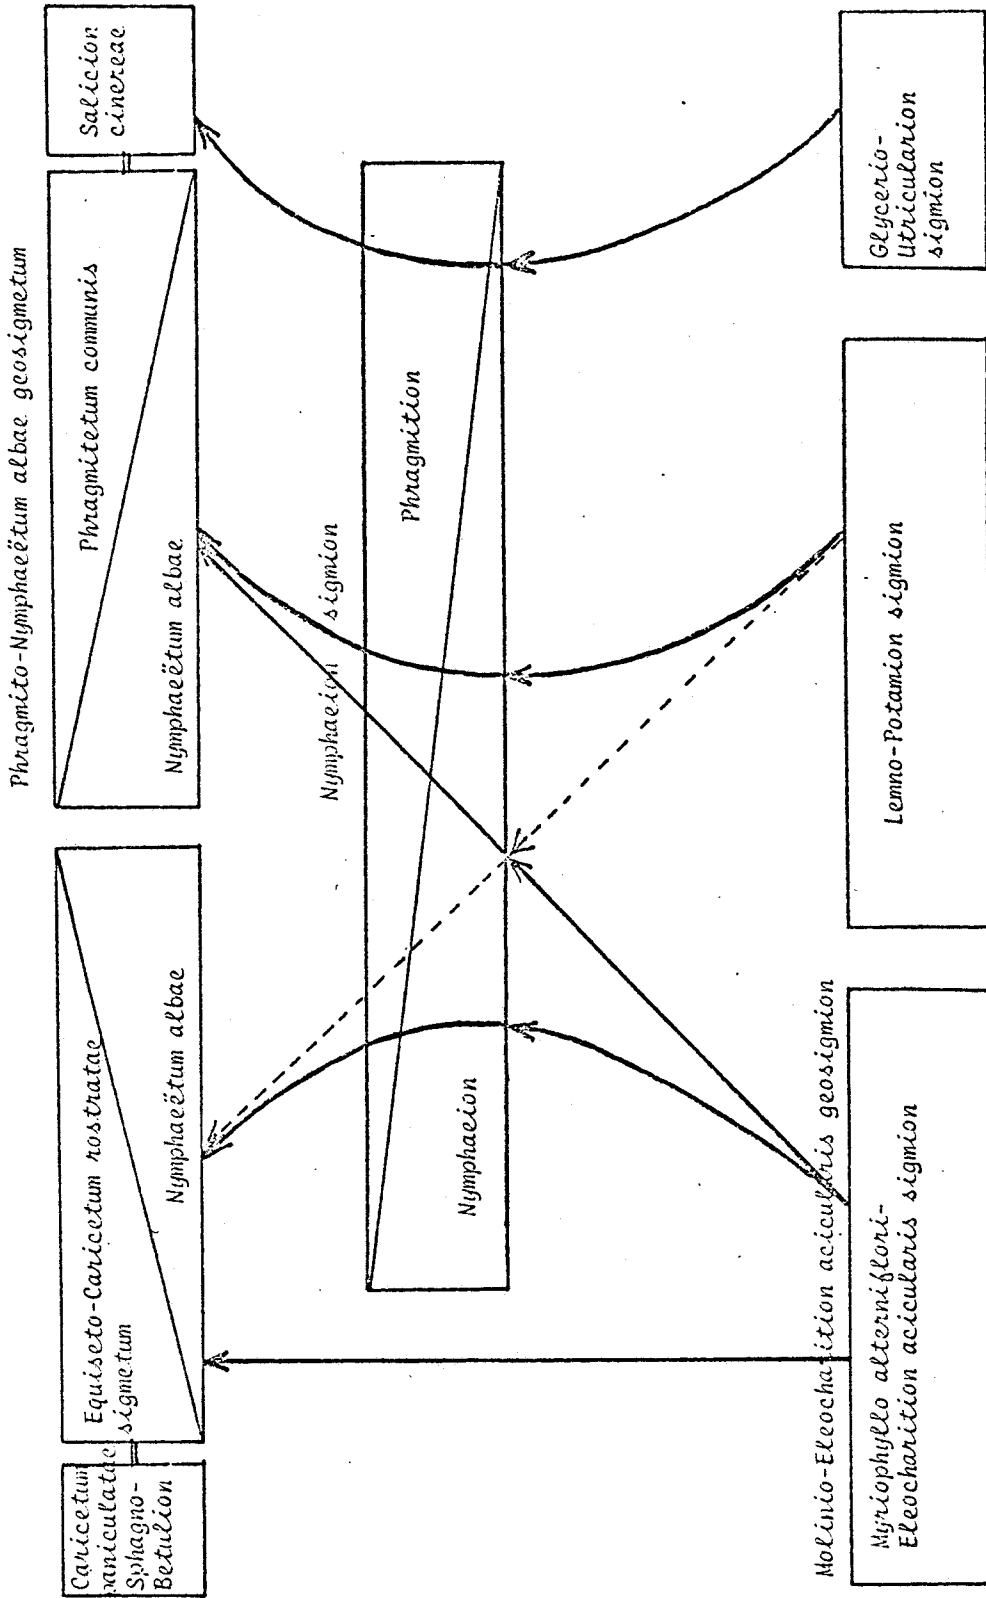 Phragmito-Nymphaeëtum albae geosigmetum
Caricetum
paniculatae
Sphagno-
Betulion
Equiseto-Caricetum rostratae
sigmetum
Nymphaeëtum albae
Phragmitetum communis
Nymphaeëtum albae
Salicion
cinereae
Nymphaeion sigmion
Nymphaeion
Phragmition
Molinio-Eleocharition acicularis geosigmion
Myriophyllo alterniflori-
Eleocharition acicularis sigmion
Lemno-Potamion sigmion
Glycerio-
Utricularion
sigmion